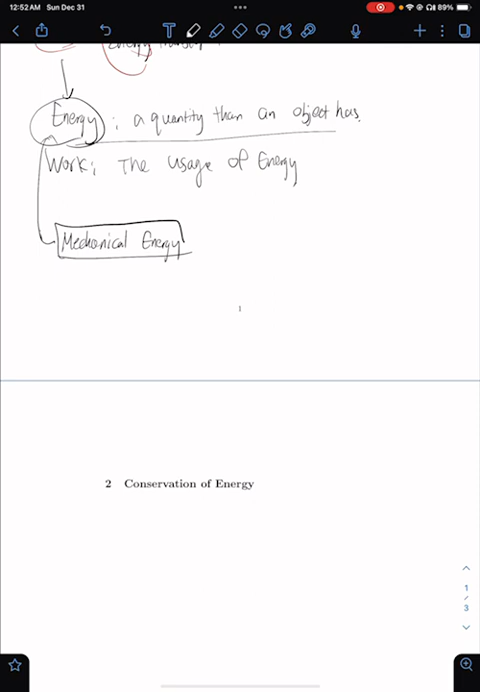 12:52 AM Sun Dec 31
89%
Energy
Energy : a quantity than an object has.
Work : The usage of Energy
Mechanical Energy
1
2 Conservation of Energy
1
/
3